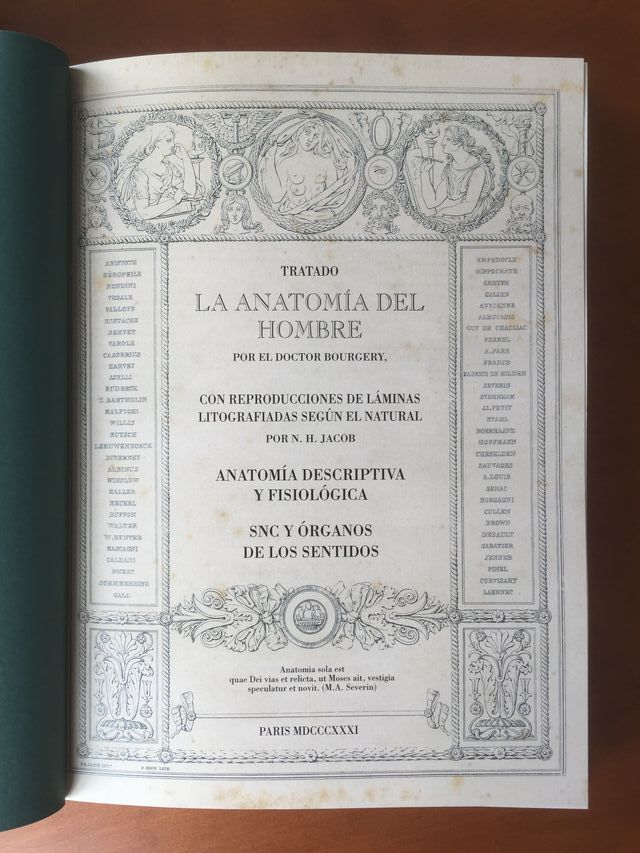 TRATADO
LA ANATOMÍA DEL
HOMBRE
POR EL DOCTOR BOURGERY,
CON REPRODUCCIONES DE LÁMINAS
LITOGRAFIADAS SEGÚN EL NATURAL
POR N. H. JACOB
ANATOMÍA DESCRIPTIVA
Y FISIOLÓGICA
SNC Y ÓRGANOS
DE LOS SENTIDOS
Anatomia sola est
quae Dei vias et relicta, ut Moses ait, vestigia
speculatur et novit. (M.A. Severin)
PARIS MDCCCXXXI
ARISTOTE
HÉROPHILE
MONDINI
VESALE
FALLOPE
EUSTACHE
SERVET
VAROLE
CASSERIUS
HARVEY
ASELLI
RUDBECK
T. BARTHOLIN
MALPIGHI
WILLIS
RUYSCH
LEEUWENHOECK
DUVERNEY
ALBINUS
WINSLOW
HALLER
MECKEL
BUFFON
WALTER
W. HUNTER
MASCAGNI
CALDANI
BICHAT
SOEMMERRING
GALL
EMPEDOCLE
HIPPOCRATE
ARETÉE
GALIEN
AVICENNE
ALBUCASIS
GUY DE CHAULIAC
FERNEL
A. PARÉ
FRANCO
FABRICE DE HILDEN
SEVERIN
SYDENHAM
J.L. PETIT
STAHL
BOERHAAVE
HOFFMANN
CHESELDEN
SAUVAGES
A. LOUIS
SENAC
MORGAGNI
CULLEN
BROWN
DESAULT
SABATIER
JENNER
PINEL
CORVISART
LAENNEC